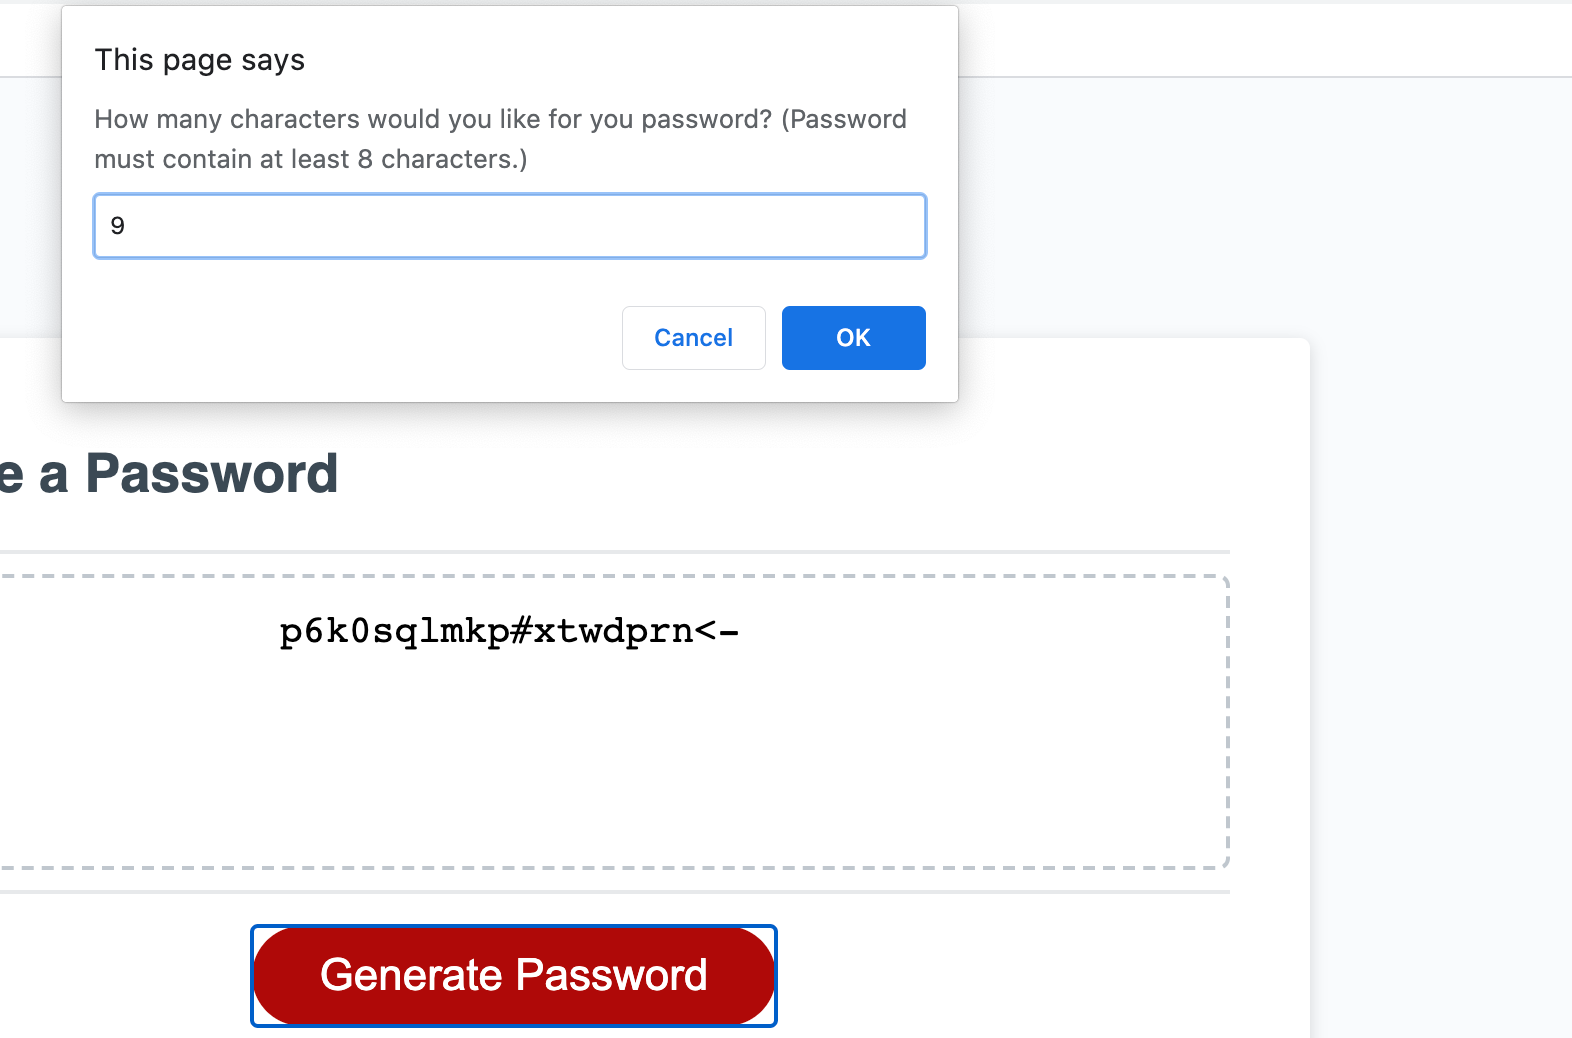 This page says
How many characters would you like for you password? (Password
must contain at least 8 characters.)
9
Cancel
OK
e a Password
p6k0sqlmkp#xtwdprn<-
Generate Password